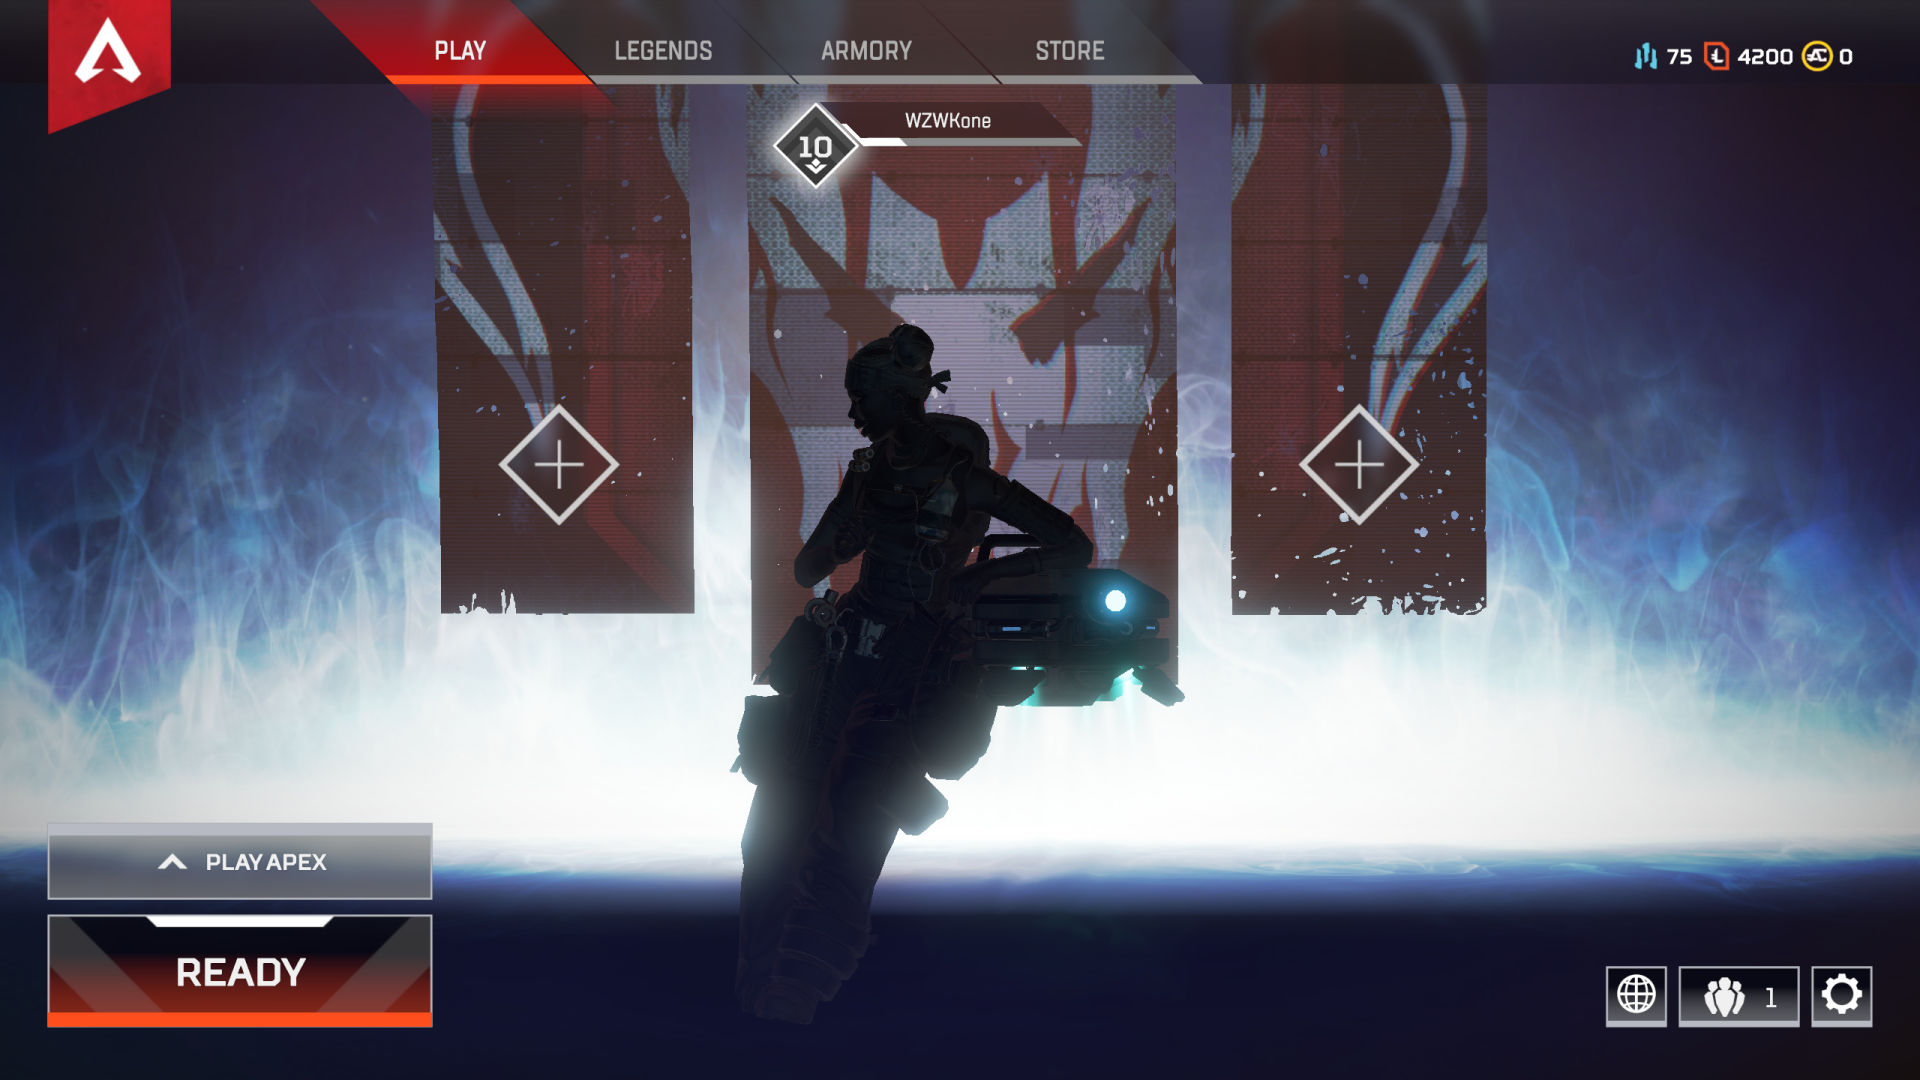 PLAY
LEGENDS
ARMORY
STORE
75
4200
0
10
WZWKone
PLAY APEX
READY
1